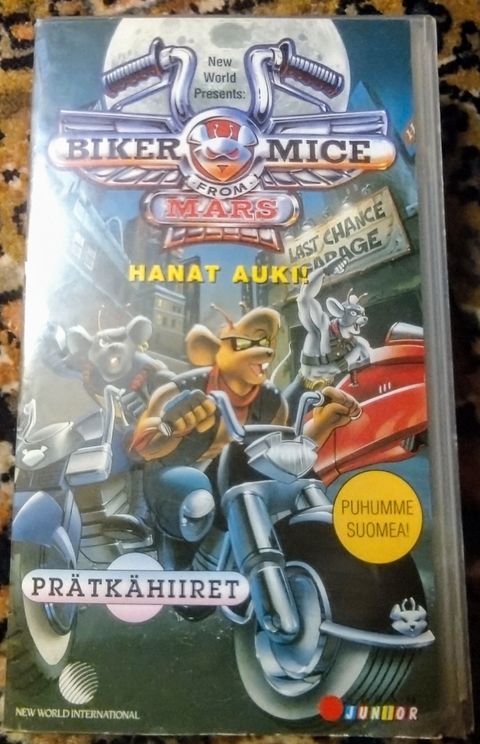 New
World
Presents:
BIKER MICE
FROM
MARS
LAST CHANCE
GARAGE
HANAT AUKI!
PUHUMME
SUOMEA!
PRÄTKÄHIIRET
NEW WORLD INTERNATIONAL
JUNIOR